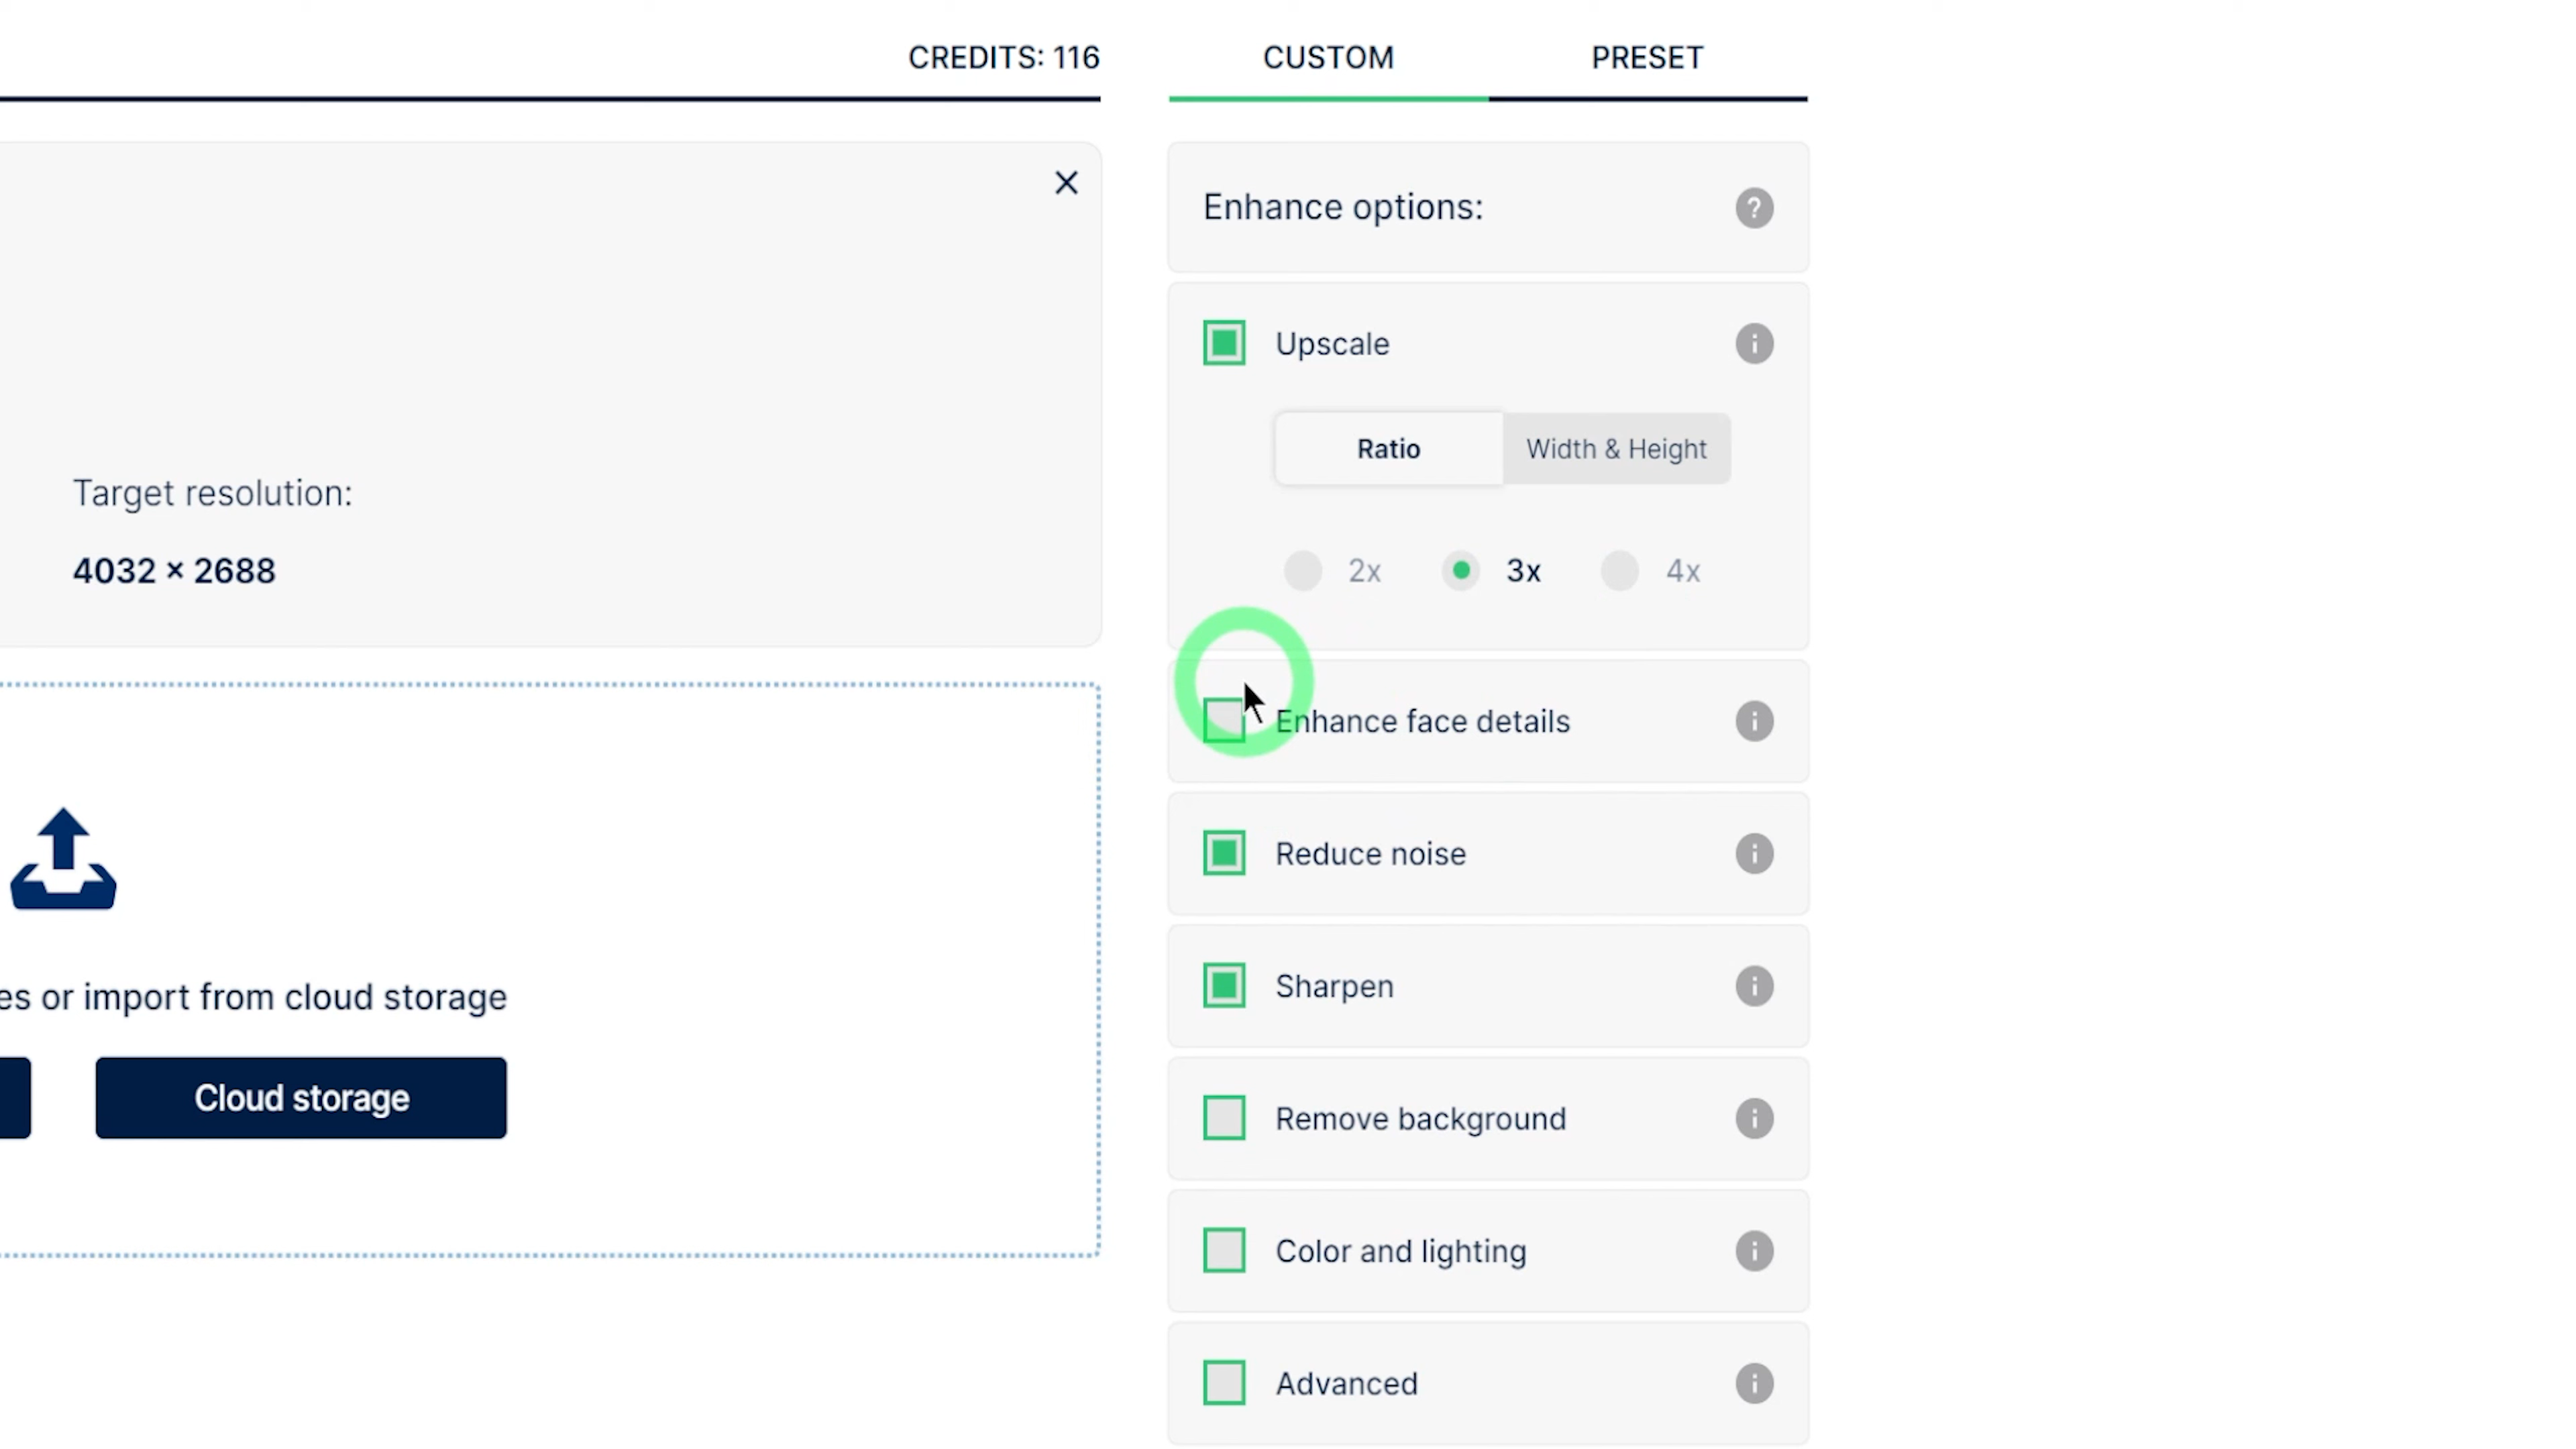 CREDITS: 116
CUSTOM
PRESET
Enhance options:
Upscale
Ratio
Width & Height
Target resolution:
4032 × 2688
2x
3x
4x
Enhance face details
Reduce noise
Sharpen
es or import from cloud storage
Cloud storage
Remove background
Color and lighting
Advanced